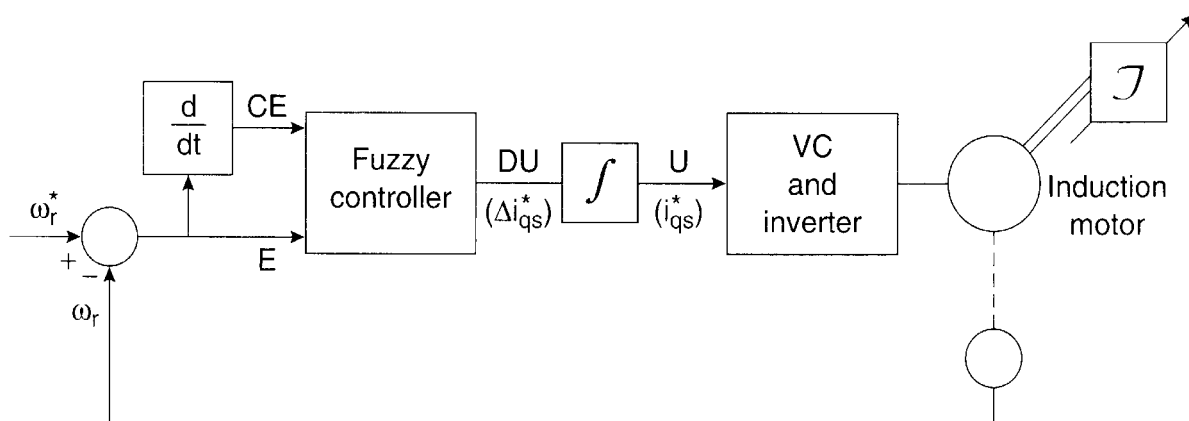 d
dt
CE
Fuzzy
controller
DU
(Δi*qs)
∫
U
(i*qs)
VC
and
inverter
J
Induction
motor
ω*r
+
−
E
ωr